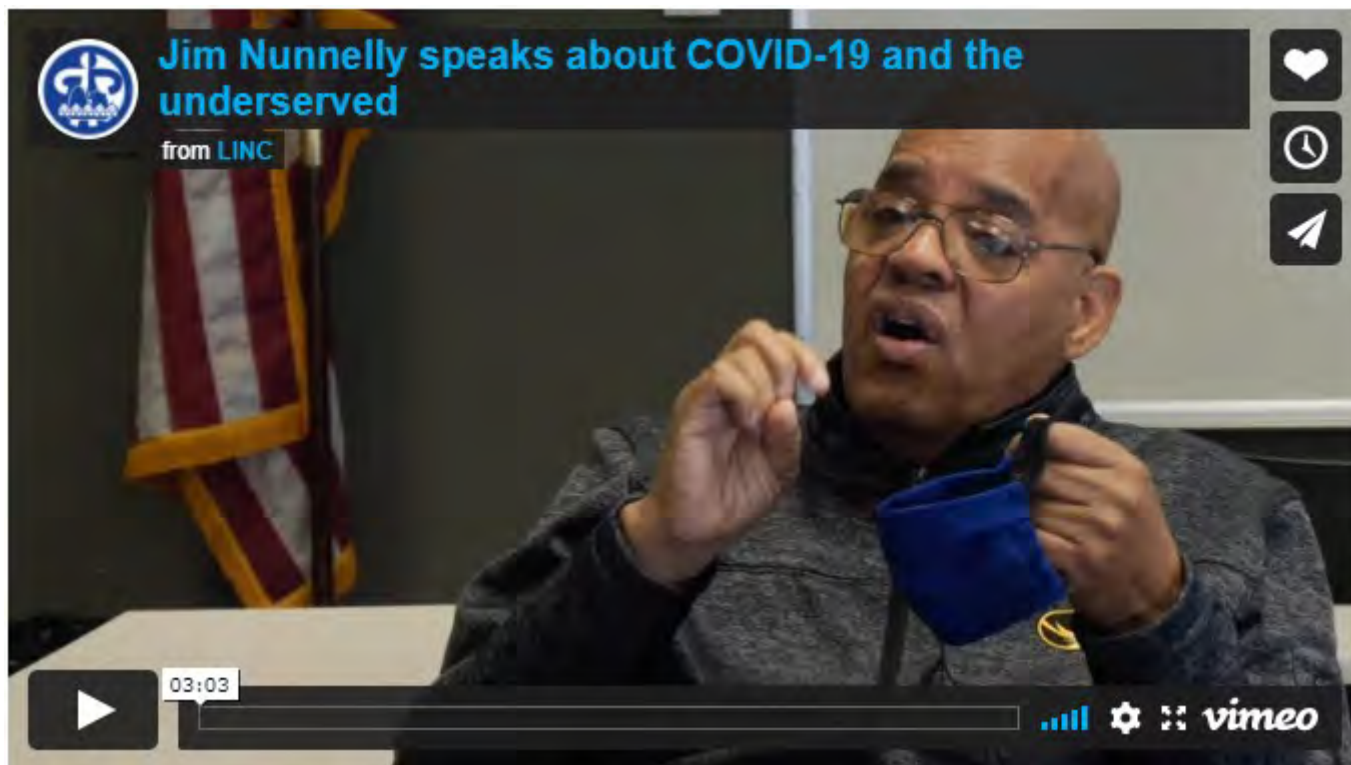 Jim Nunnelly speaks about COVID-19 and the
underserved
from LINC
03:03
vimeo